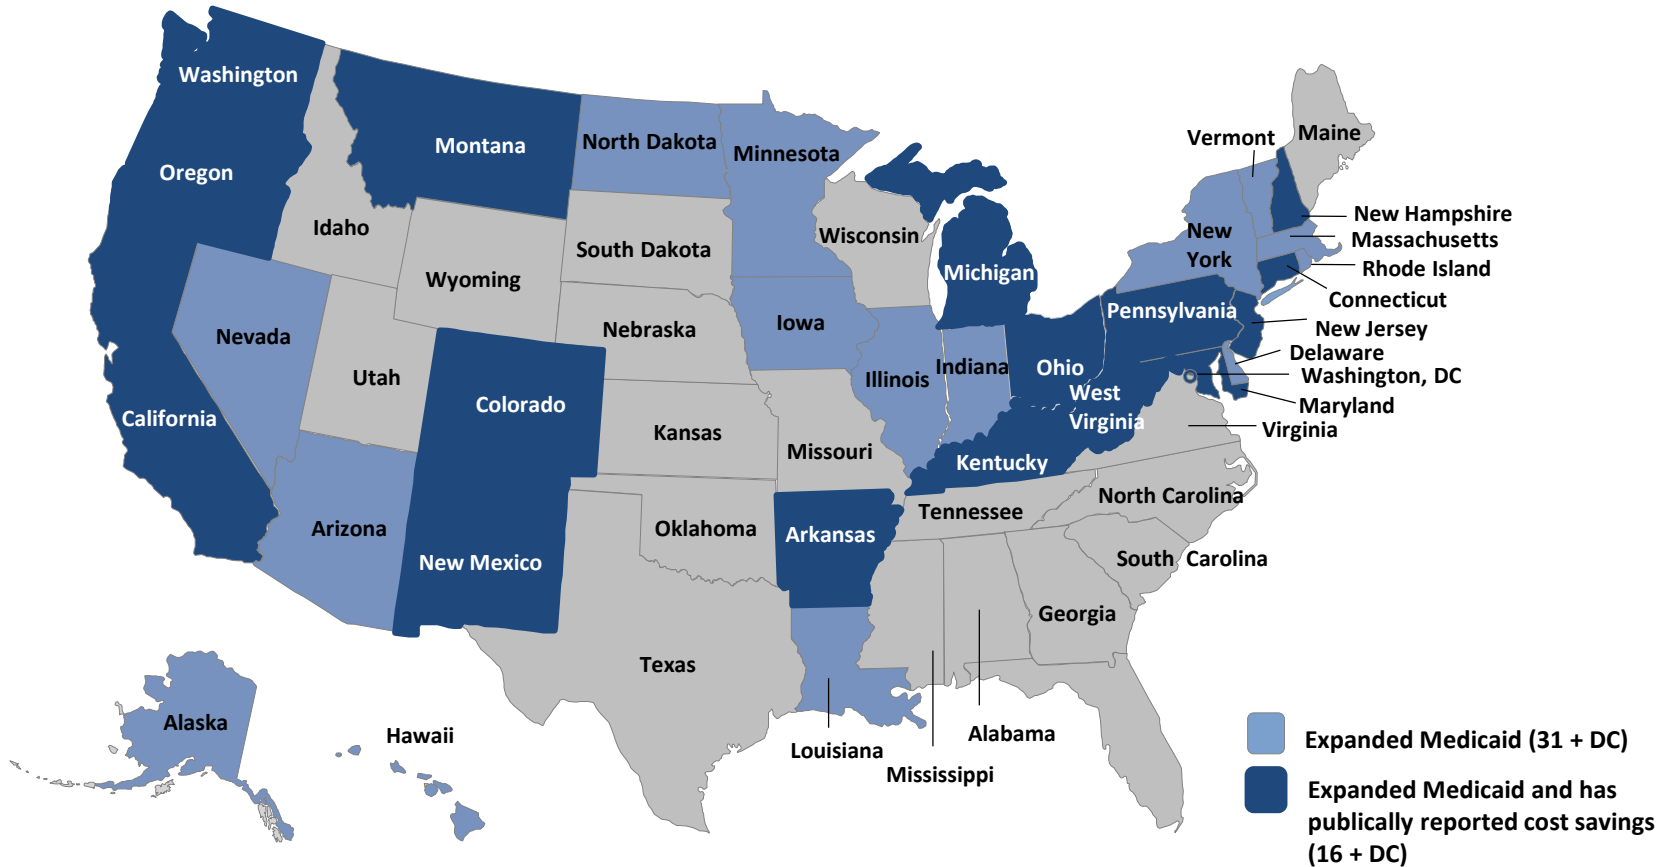 Washington
Montana
North Dakota
Minnesota
Vermont
Maine
Oregon
Idaho
Wisconsin
New
York
New Hampshire
Massachusetts
South Dakota
Wyoming
Michigan
Rhode Island
Connecticut
Nevada
Nebraska
Iowa
Pennsylvania
New Jersey
Delaware
Utah
Illinois
Indiana
Ohio
Washington, DC
California
Colorado
West
Virginia
Maryland
Virginia
Kansas
Missouri
Kentucky
North Carolina
Arizona
Oklahoma
Arkansas
Tennessee
New Mexico
South Carolina
Georgia
Texas
Alaska
Hawaii
Louisiana
Mississippi
Alabama
Expanded Medicaid (31 + DC)
Expanded Medicaid and has
publically reported cost savings
(16 + DC)